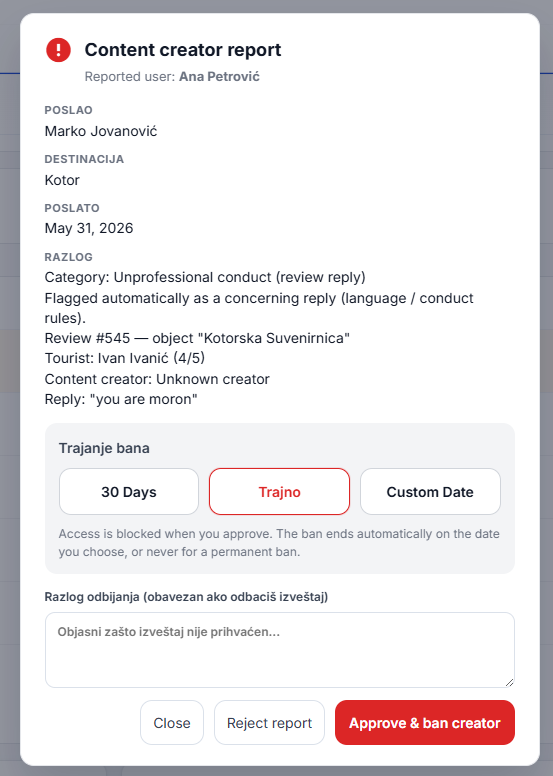 Content creator report
Reported user: Ana Petrović
POSLAO
Marko Jovanović
DESTINACIJA
Kotor
POSLATO
May 31, 2026
RAZLOG
Category: Unprofessional conduct (review reply)
Flagged automatically as a concerning reply (language / conduct
rules).
Review #545 — object "Kotorska Suvenirnica"
Tourist: Ivan Ivanić (4/5)
Content creator: Unknown creator
Reply: "you are moron"
Trajanje bana
30 Days
Trajno
Custom Date
Access is blocked when you approve. The ban ends automatically on the date
you choose, or never for a permanent ban.
Razlog odbijanja (obavezan ako odbaciš izveštaj)
Objasni zašto izveštaj nije prihvaćen...
Close
Reject report
Approve & ban creator